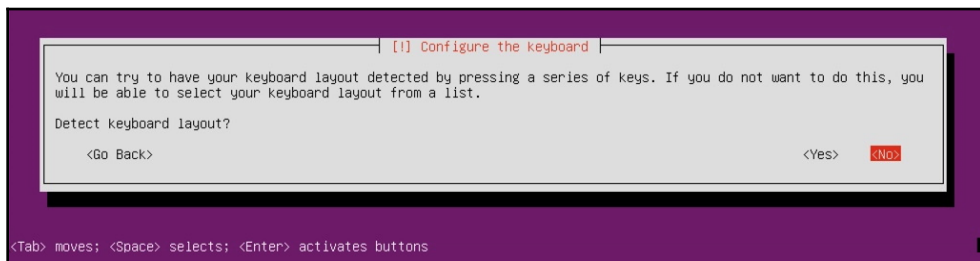 [!] Configure the keyboard
You can try to have your keyboard layout detected by pressing a series of keys. If you do not want to do this, you
will be able to select your keyboard layout from a list.
Detect keyboard layout?
<Go Back> <Yes> <No>
<Tab> moves; <Space> selects; <Enter> activates buttons